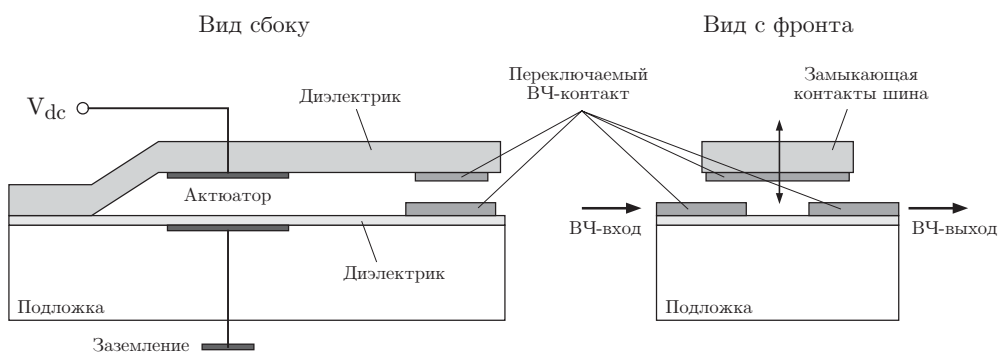 Вид сбоку
Вид с фронта
Переключаемый
ВЧ-контакт
Замыкающая
контакты шина
Диэлектрик
V_dc
Актюатор
ВЧ-вход
ВЧ-выход
Диэлектрик
Подложка
Подложка
Заземление